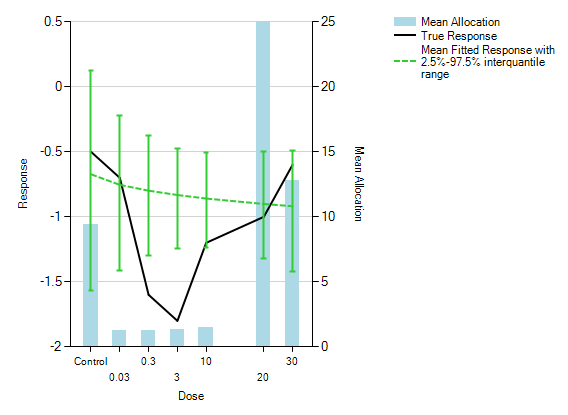 0.5
0
-0.5
-1
-1.5
-2
Response
25
20
15
10
5
0
Mean Allocation
Control
0.03
0.3
3
10
20
30
Dose
Mean Allocation
True Response
Mean Fitted Response with
2.5%-97.5% interquantile
range